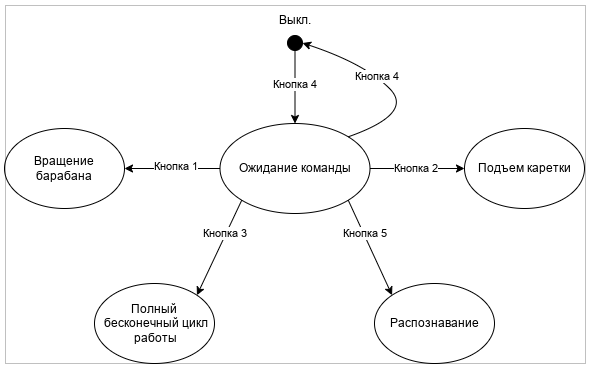 Выкл.
Кнопка 4
Кнопка 4
Вращение
барабана
Кнопка 1
Ожидание команды
Кнопка 2
Подъем каретки
Кнопка 3
Кнопка 5
Полный
бесконечный цикл
работы
Распознавание